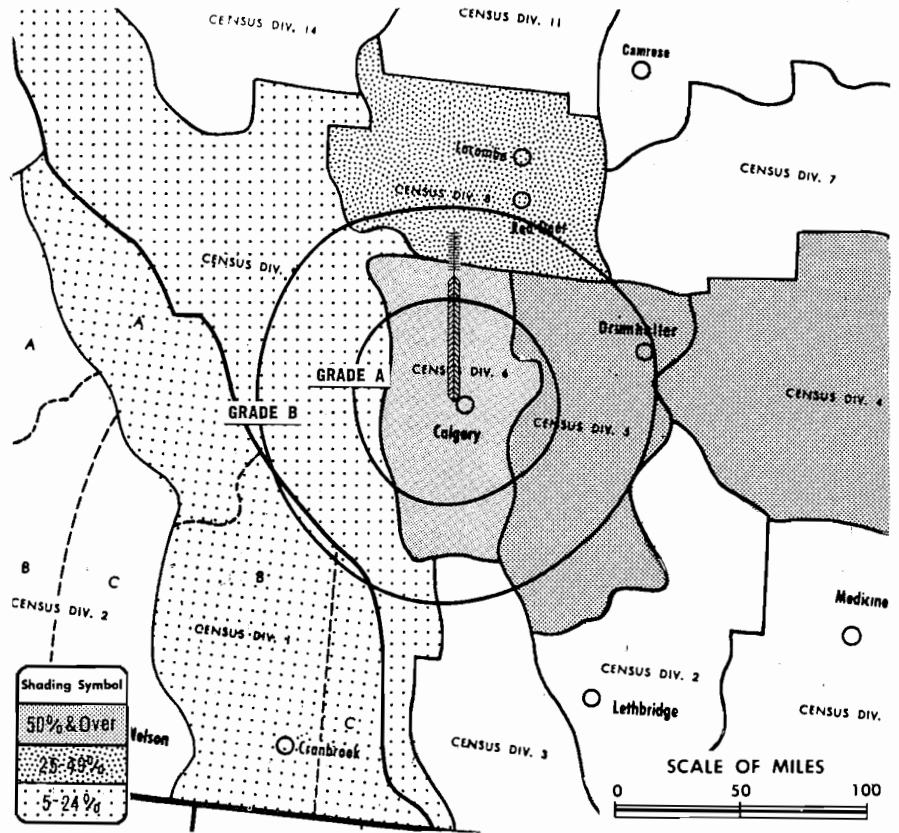 CENSUS DIV. 14
CENSUS DIV. 11
Camrose
Lacombe
CENSUS DIV. 7
CENSUS DIV. 8
Red Deer
CENSUS DIV.
Drumheller
A
A
GRADE A
CENSUS DIV. 6
CENSUS DIV. 4
GRADE B
Calgary
CENSUS DIV. 5
B
C
B
CENSUS DIV. 2
Medicine
CENSUS DIV. 1
CENSUS DIV. 2
Shading Symbol
50% & Over
25-49%
5-24%
Nelson
Cranbrook
C
Lethbridge
CENSUS DIV.
CENSUS DIV. 3
SCALE OF MILES
0 50 100